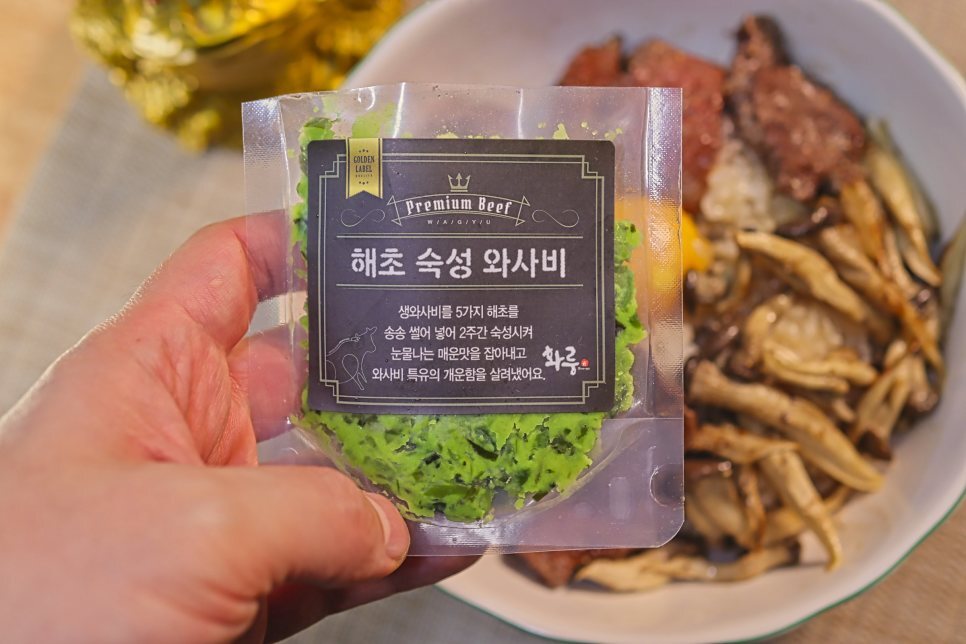 GOLDEN
LABEL
Premium Beef
W/A/G/Y/U
해초 숙성 와사비
생와사비를 5가지 해초를
송송 썰어 넣어 2주간 숙성시켜
눈물나는 매운맛을 잡아내고
와사비 특유의 개운함을 살려냈어요.
화룽